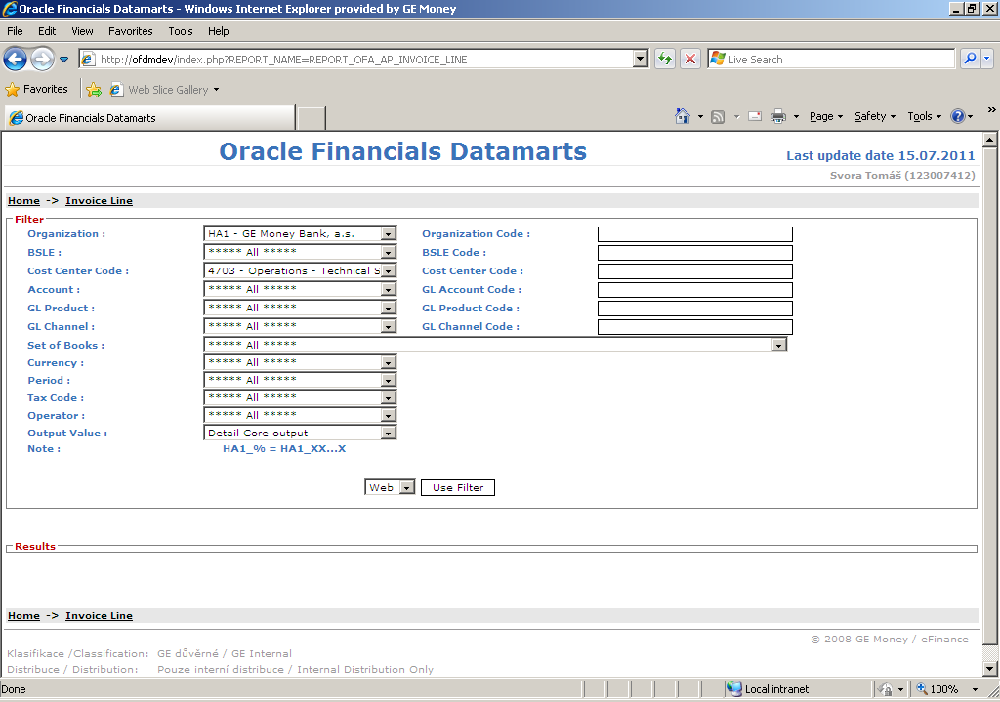 Oracle Financials Datamarts - Windows Internet Explorer provided by GE Money
File Edit View Favorites Tools Help
http://ofdmdev/index.php?REPORT_NAME=REPORT_OFA_AP_INVOICE_LINE Live Search
Favorites Web Slice Gallery
Oracle Financials Datamarts Page Safety Tools »
Oracle Financials Datamarts
Last update date 15.07.2011
Svora Tomáš (123007412)
Home -> Invoice Line
Filter
Organization : HA1 - GE Money Bank, a.s. Organization Code :
BSLE : ***** All ***** BSLE Code :
Cost Center Code : 4703 - Operations - Technical S Cost Center Code :
Account : ***** All ***** GL Account Code :
GL Product : ***** All ***** GL Product Code :
GL Channel : ***** All ***** GL Channel Code :
Set of Books : ***** All *****
Currency : ***** All *****
Period : ***** All *****
Tax Code : ***** All *****
Operator : ***** All *****
Output Value : Detail Core output
Note : HA1_% = HA1_XX...X
Web Use Filter
Results
Home -> Invoice Line
© 2008 GE Money / eFinance
Klasifikace /Classification: GE důvěrné / GE Internal
Distribuce / Distribution: Pouze interní distribuce / Internal Distribution Only
Done Local intranet 100%